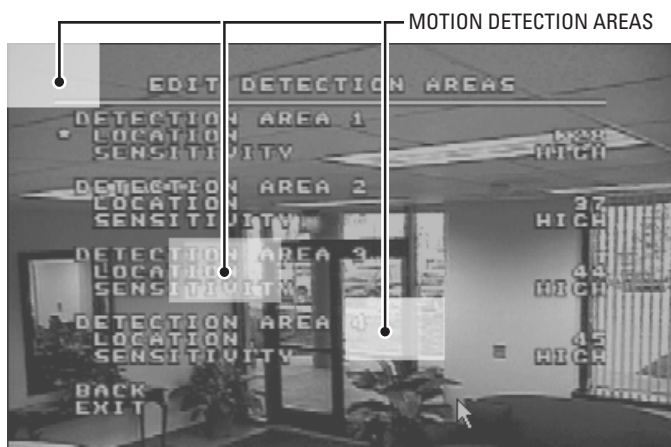 MOTION DETECTION AREAS
EDIT DETECTION AREAS
DETECTION AREA 1
* LOCATION
SENSITIVITY HIGH
DETECTION AREA 2
LOCATION 37
SENSITIVITY HIGH
DETECTION AREA 3
LOCATION 44
SENSITIVITY HIGH
DETECTION AREA 4
LOCATION 45
SENSITIVITY HIGH
BACK
EXIT